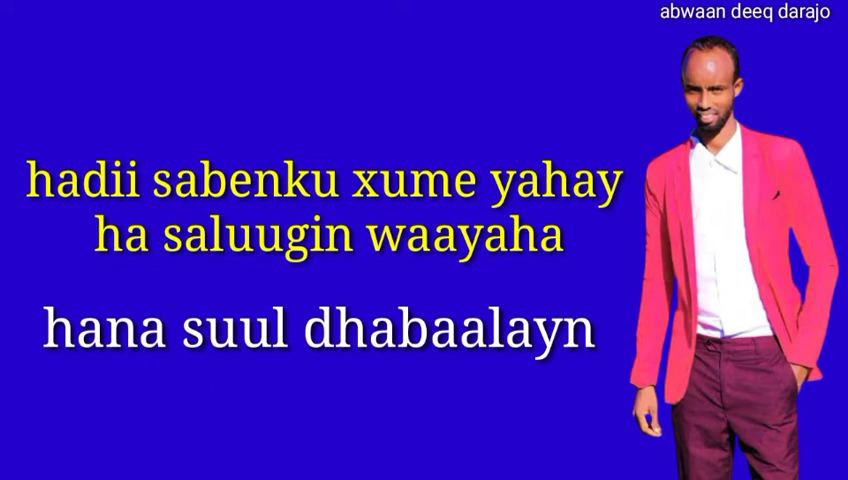 abwaan deeq darajo
hadii sabenku xume yahay
ha saluugin waayaha
hana suul dhabaalayn